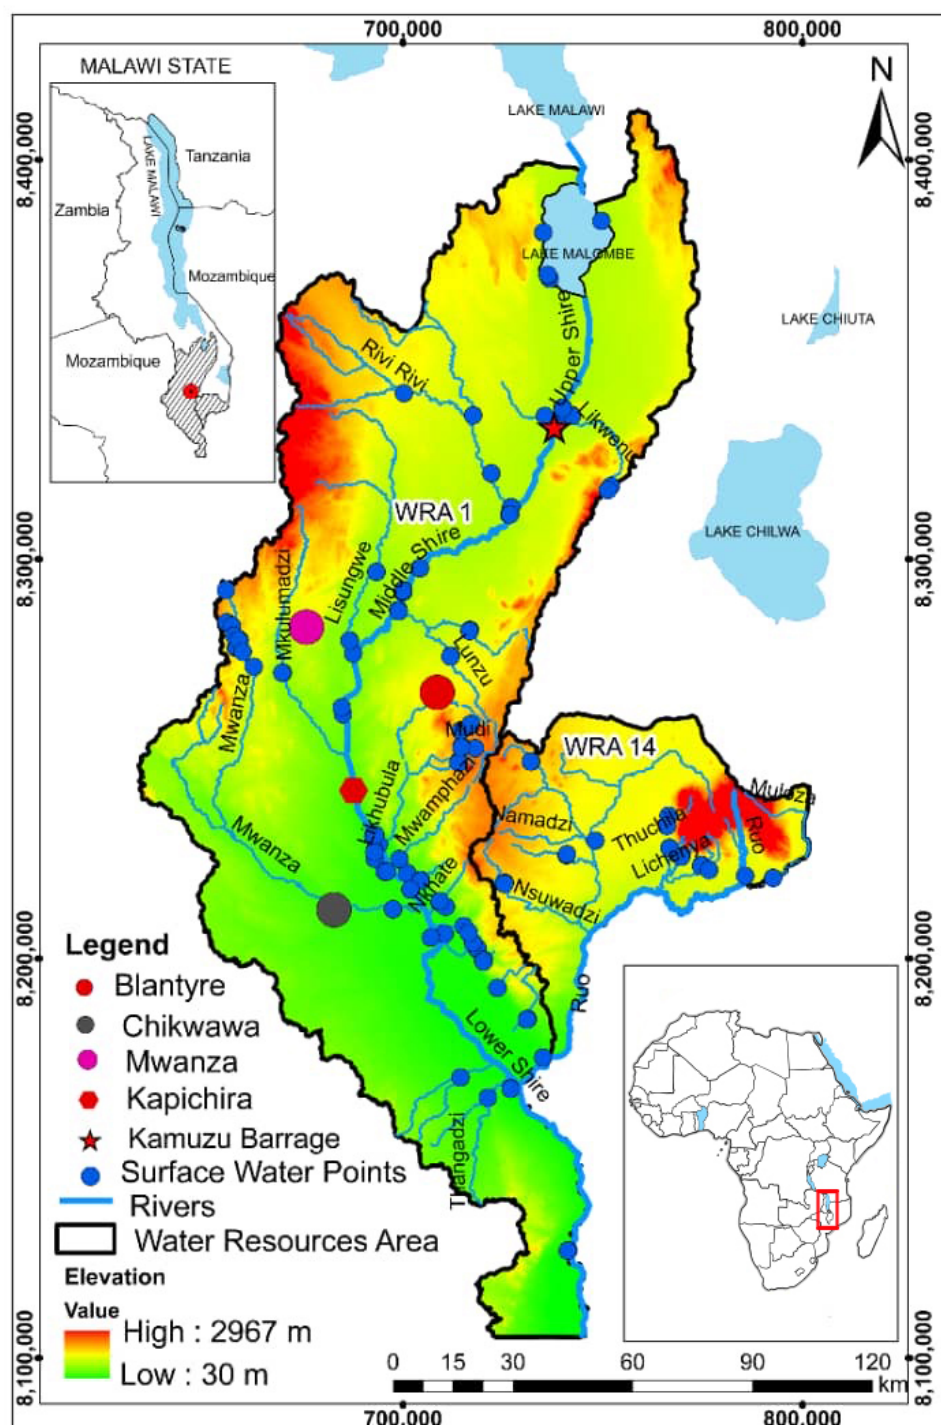 700,000
800,000
MALAWI STATE
N
LAKE MALAWI
8,400,000
8,400,000
Tanzania
LAKE MALAWI
Zambia
Mozambique
Mozambique
LAKE MALOMBE
LAKE CHIUTA
Upper Shire
Rivi Rivi
Likwenu
WRA 1
LAKE CHILWA
8,300,000
8,300,000
Middle Shire
Lisungwe
Mkulumadzi
Lunzu
Mwanza
Mudi
WRA 14
Muloza
Likhubula
Mwamphazi
Namadzi
Thuchila
Ruo
Lichenya
Mwanza
Nkhate
Nsuwadzi
8,200,000
8,200,000
Ruo
Lower Shire
Thangadzi
Legend
Blantyre
Chikwawa
Mwanza
Kapichira
Kamuzu Barrage
Surface Water Points
Rivers
Water Resources Area
Elevation
Value
High : 2967 m
Low : 30 m
0 15 30 60 90 120
km
8,100,000
8,100,000
700,000
800,000